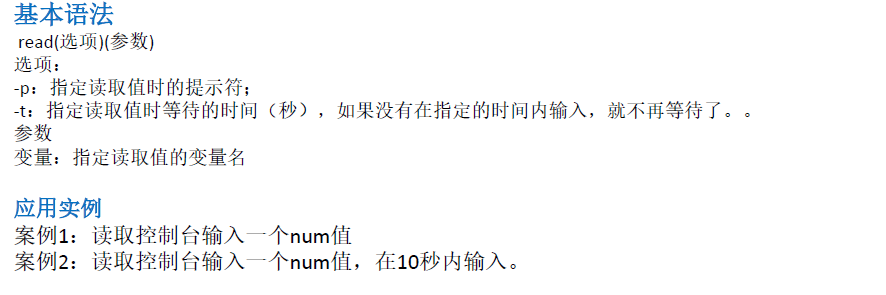 基本语法
read(选项)(参数)
选项：
-p：指定读取值时的提示符；
-t：指定读取值时等待的时间（秒），如果没有在指定的时间内输入，就不再等待了。。
参数
变量：指定读取值的变量名
应用实例
案例1：读取控制台输入一个num值
案例2：读取控制台输入一个num值，在10秒内输入。